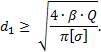 d₁ ≥ √(4 · β · Q / π[σ]).